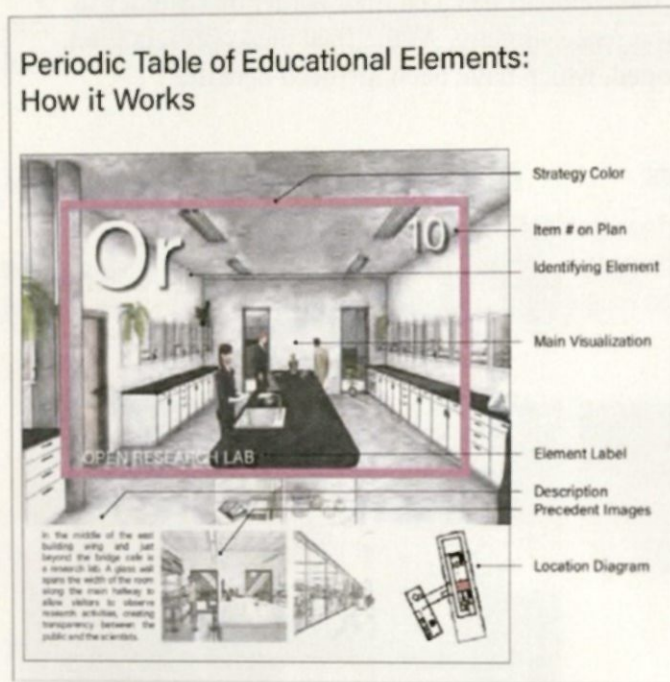 Periodic Table of Educational Elements:
How it Works
Strategy Color
Or
10
Item # on Plan
Identifying Element
Main Visualization
OPEN RESEARCH LAB
Element Label
Description
Precedent Images
Location Diagram
In the middle of the east
building wing and just
beyond the bridge cafe is
a research lab. A glass wall
spans the width of the room
along the main hallway to
allow visitors to observe
research activities, creating
transparency between the
public and the scientists.